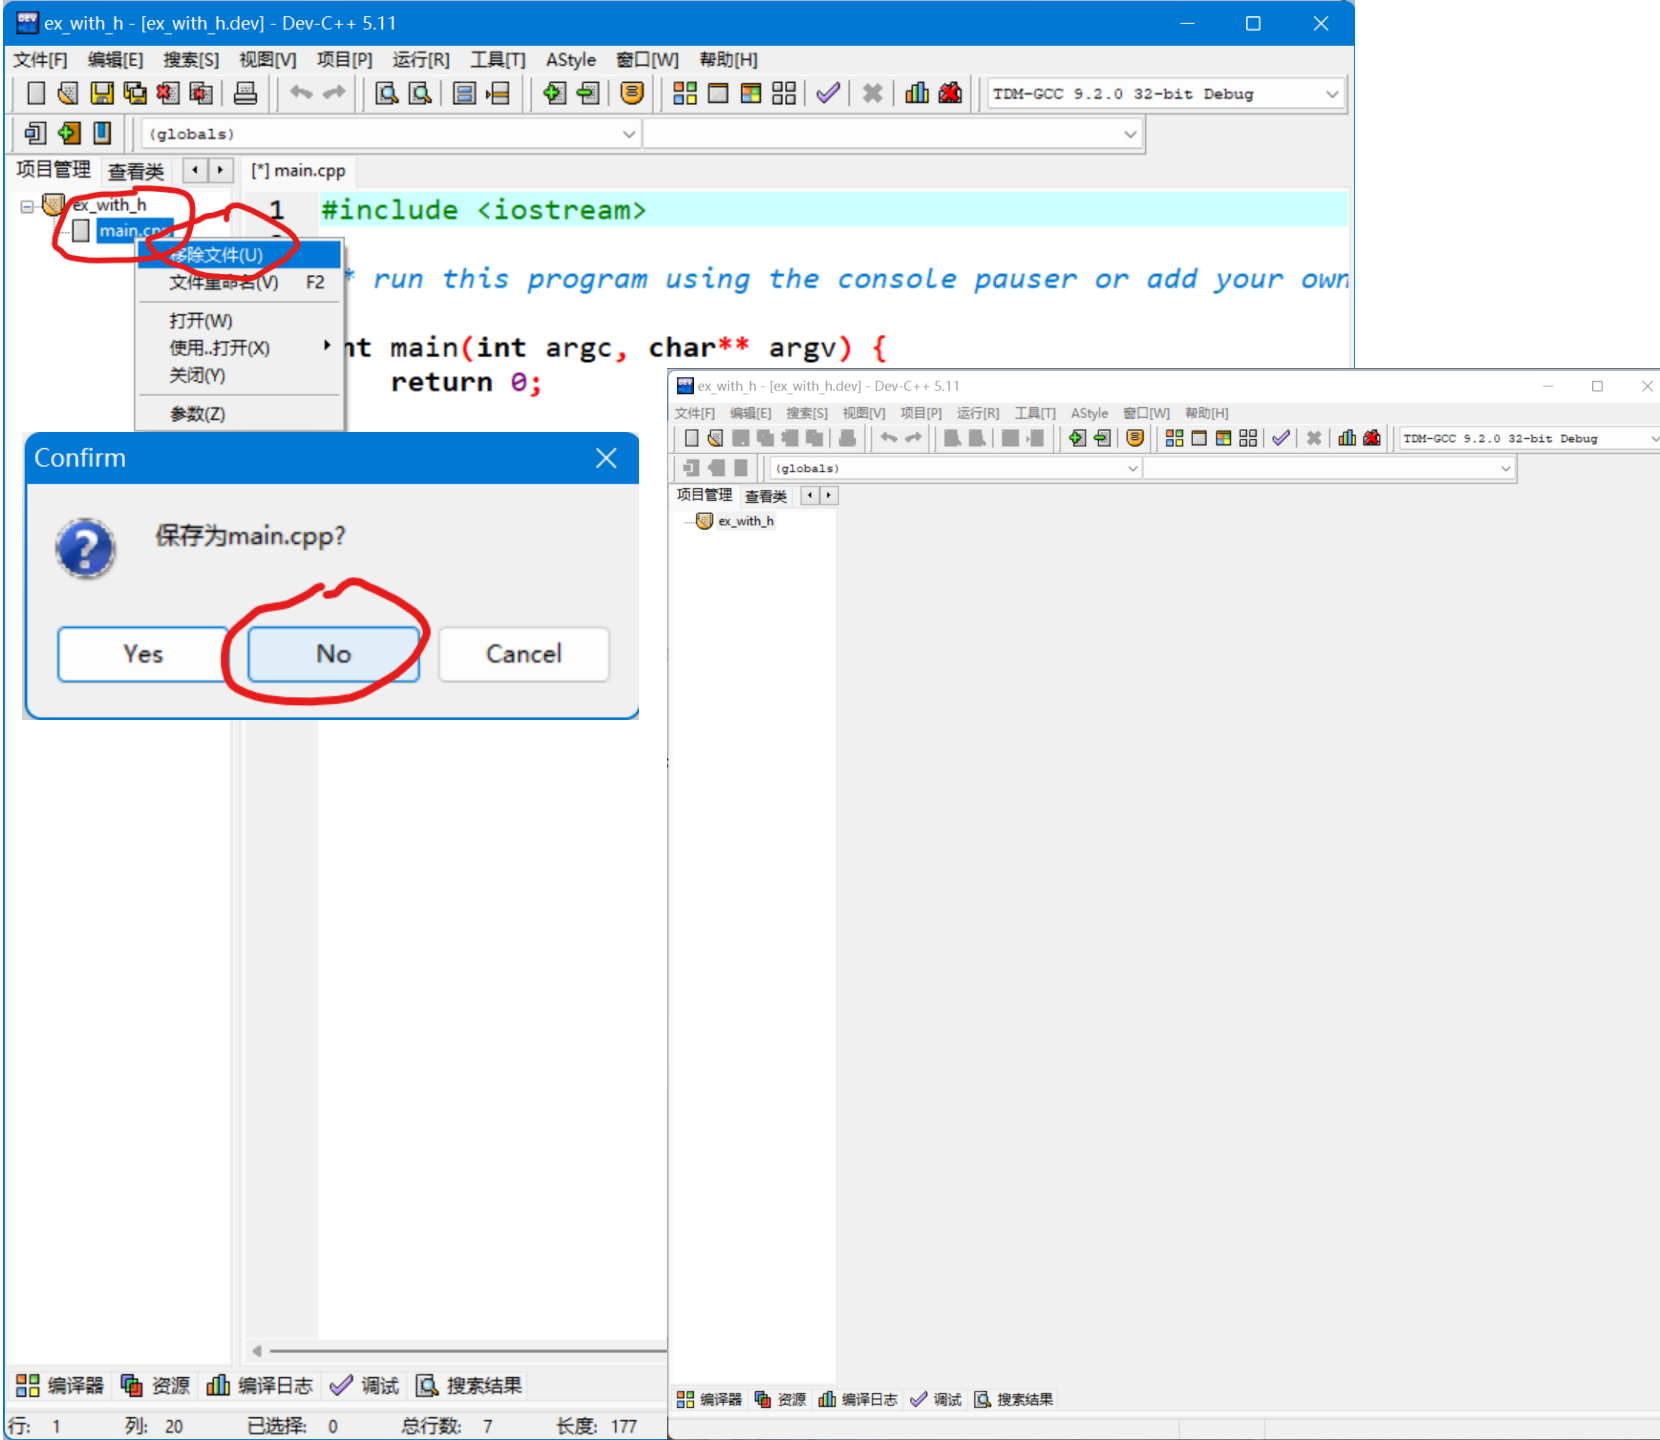 ex_with_h - [ex_with_h.dev] - Dev-C++ 5.11
文件[F] 编辑[E] 搜索[S] 视图[V] 项目[P] 运行[R] 工具[T] AStyle 窗口[W] 帮助[H]
TDM-GCC 9.2.0 32-bit Debug
(globals)
项目管理 查看类 [*] main.cpp
ex_with_h
main.cpp
1 #include <iostream>
移除文件(U)
文件重命名(V) F2
* run this program using the console pauser or add your own
打开(W)
使用..打开(X)
关闭(Y)
参数(Z)
nt main(int argc, char** argv) {
return 0;
Confirm
保存为main.cpp?
Yes No Cancel
编译器 资源 编译日志 调试 搜索结果
行: 1 列: 20 已选择: 0 总行数: 7 长度: 177
ex_with_h - [ex_with_h.dev] - Dev-C++ 5.11
文件[F] 编辑[E] 搜索[S] 视图[V] 项目[P] 运行[R] 工具[T] AStyle 窗口[W] 帮助[H]
TDM-GCC 9.2.0 32-bit Debug
(globals)
项目管理 查看类
ex_with_h
编译器 资源 编译日志 调试 搜索结果